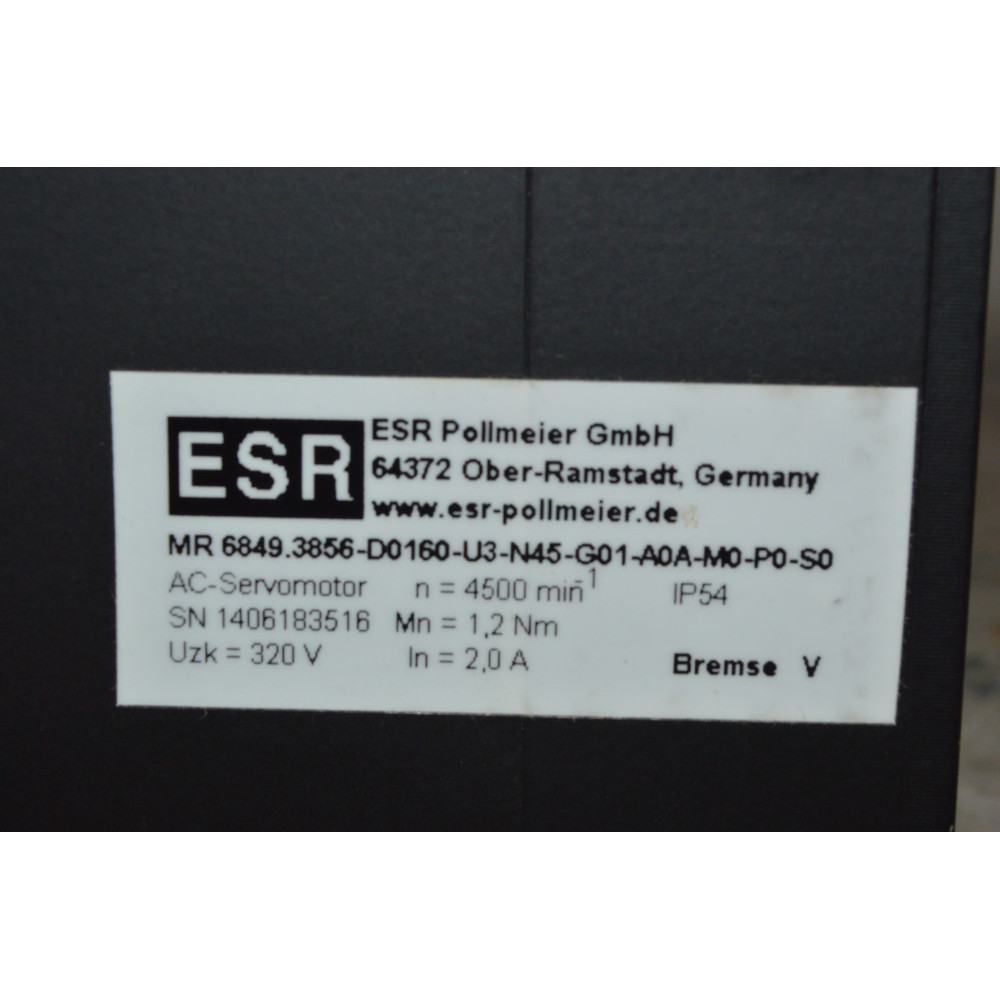 ESR
ESR Pollmeier GmbH
64372 Ober-Ramstadt, Germany
www.esr-pollmeier.de
MR 6849.3856-D0160-U3-N45-G01-A0A-M0-P0-S0
AC-Servomotor n = 4500 min⁻¹ IP54
SN 1406183516 Mn = 1,2 Nm
Uzk = 320 V In = 2,0 A Bremse V